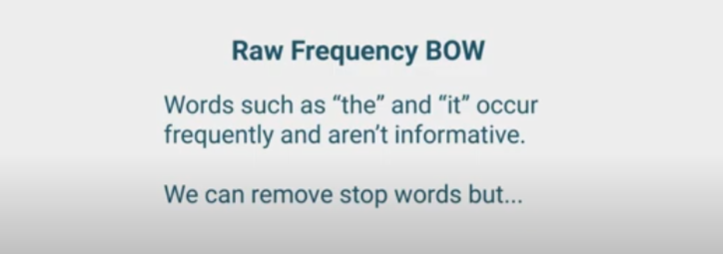 Raw Frequency BOW
Words such as “the” and “it” occur
frequently and aren’t informative.
We can remove stop words but...